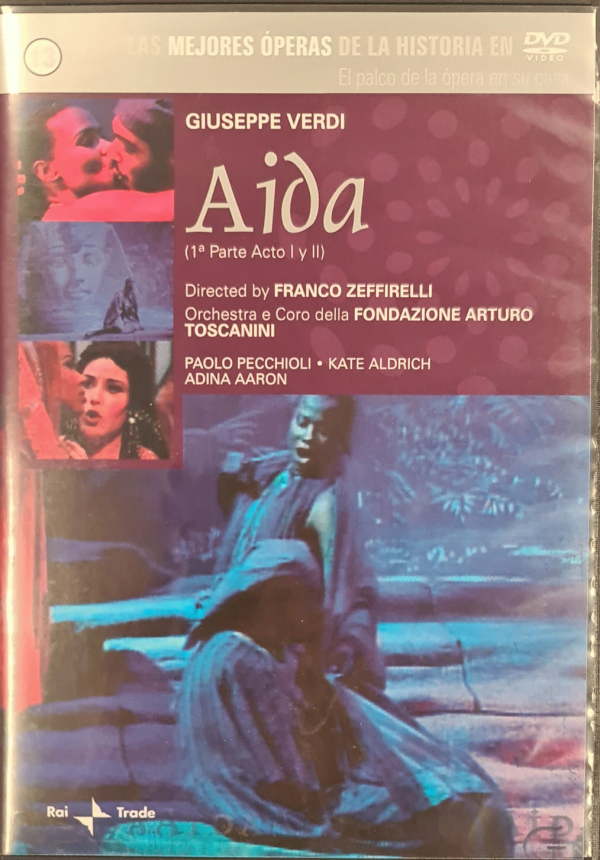 13
LAS MEJORES ÓPERAS DE LA HISTORIA EN DVD
VIDEO
El palco de la ópera en su casa
GIUSEPPE VERDI
Aida
(1ª Parte Acto I y II)
Directed by FRANCO ZEFFIRELLI
Orchestra e Coro della FONDAZIONE ARTURO
TOSCANINI
PAOLO PECCHIOLI • KATE ALDRICH
ADINA AARON
Rai Trade